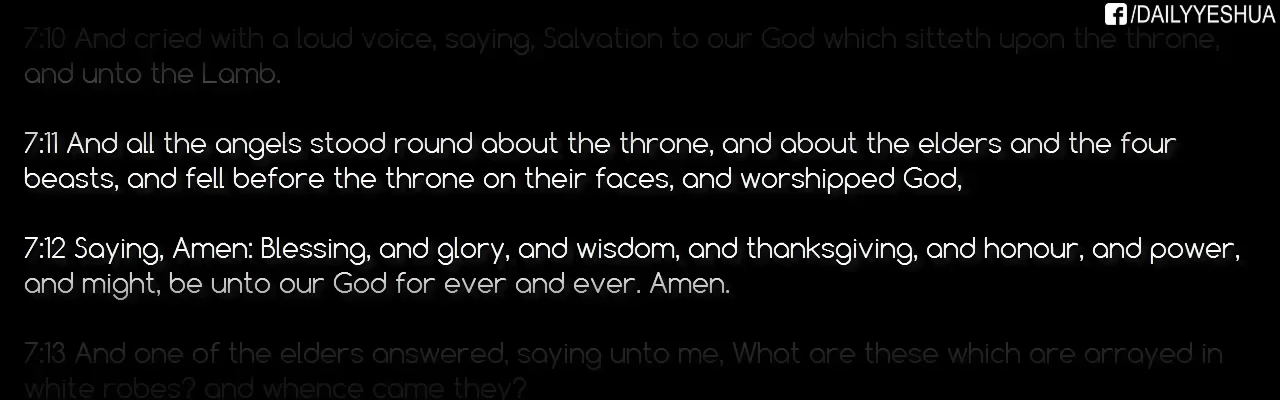 /DAILYYESHUA
7:10 And cried with a loud voice, saying, Salvation to our God which sitteth upon the throne,
and unto the Lamb.
7:11 And all the angels stood round about the throne, and about the elders and the four
beasts, and fell before the throne on their faces, and worshipped God,
7:12 Saying, Amen: Blessing, and glory, and wisdom, and thanksgiving, and honour, and power,
and might, be unto our God for ever and ever. Amen.
7:13 And one of the elders answered, saying unto me, What are these which are arrayed in
white robes? and whence came they?